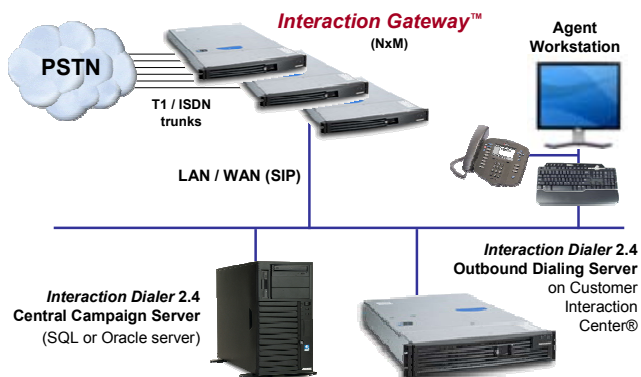 Interaction Gateway™
(NxM)
Agent
Workstation
PSTN
T1 / ISDN
trunks
LAN / WAN (SIP)
Interaction Dialer 2.4
Central Campaign Server
(SQL or Oracle server)
Interaction Dialer 2.4
Outbound Dialing Server
on Customer
Interaction
Center®